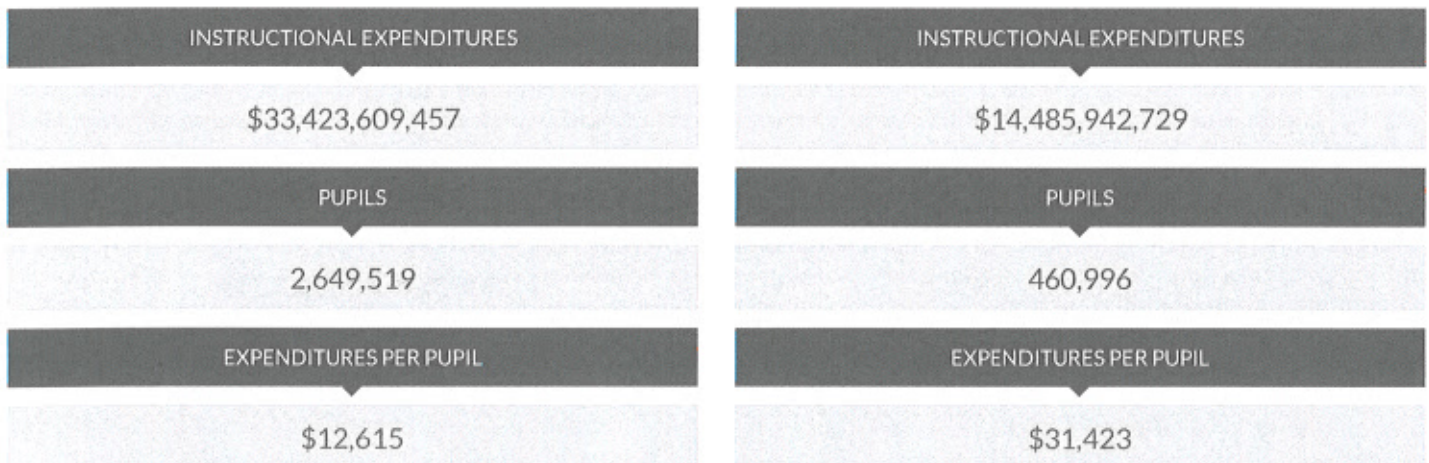 INSTRUCTIONAL EXPENDITURES
$33,423,609,457
PUPILS
2,649,519
EXPENDITURES PER PUPIL
$12,615
INSTRUCTIONAL EXPENDITURES
$14,485,942,729
PUPILS
460,996
EXPENDITURES PER PUPIL
$31,423